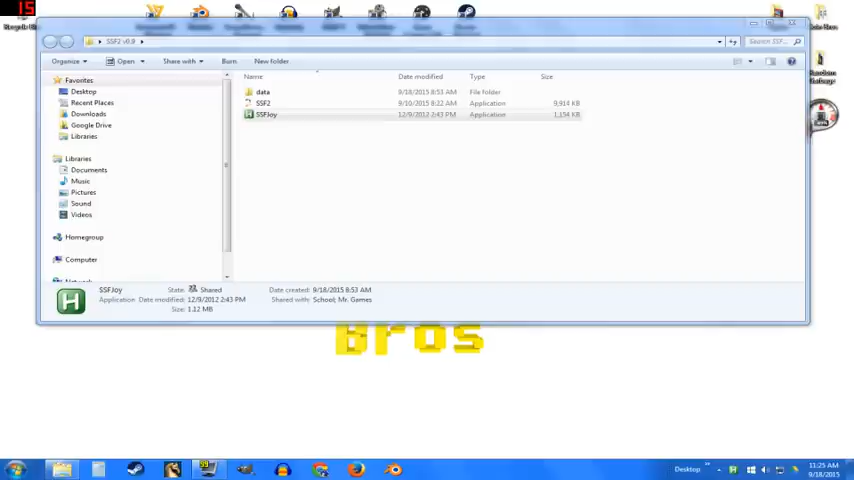 15
SSF2 v0.9
Search SSF...
Organize
Open
Share with
Burn
New folder
Name
Date modified
Type
Size
Favorites
Desktop
Recent Places
Downloads
Google Drive
Libraries
Libraries
Documents
Music
Pictures
Sound
Videos
Homegroup
Computer
data 9/18/2015 8:53 AM File folder
SSF2 9/10/2015 8:22 AM Application 9,914 KB
SSFJoy 12/9/2012 2:43 PM Application 1,154 KB
SSFJoy State: Shared Date created: 9/18/2015 8:53 AM
Application Date modified: 12/9/2012 2:43 PM Shared with: School; Mr. Games
Size: 1.12 MB
Bros
59
Desktop
11:25 AM
9/18/2015